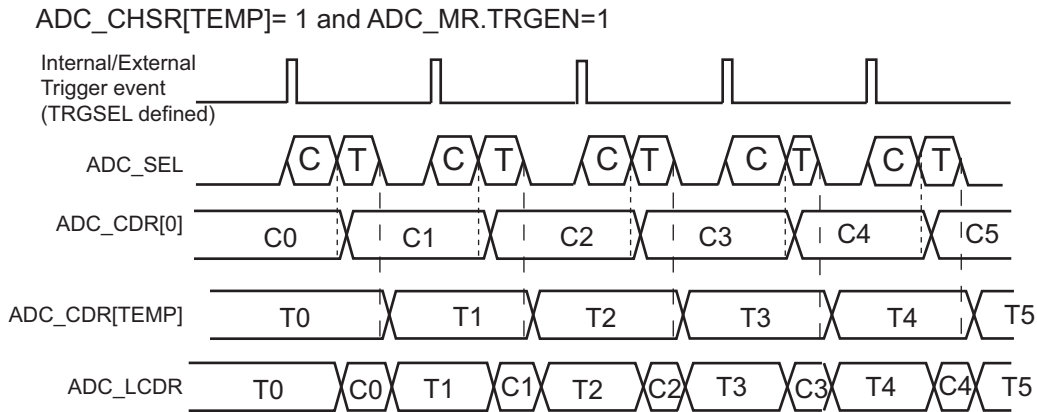 ADC_CHSR[TEMP]= 1 and ADC_MR.TRGEN=1
Internal/External
Trigger event
(TRGSEL defined)
ADC_SEL C T C T C T C T C T
ADC_CDR[0] C0 C1 C2 C3 C4 C5
ADC_CDR[TEMP] T0 T1 T2 T3 T4 T5
ADC_LCDR T0 C0 T1 C1 T2 C2 T3 C3 T4 C4 T5